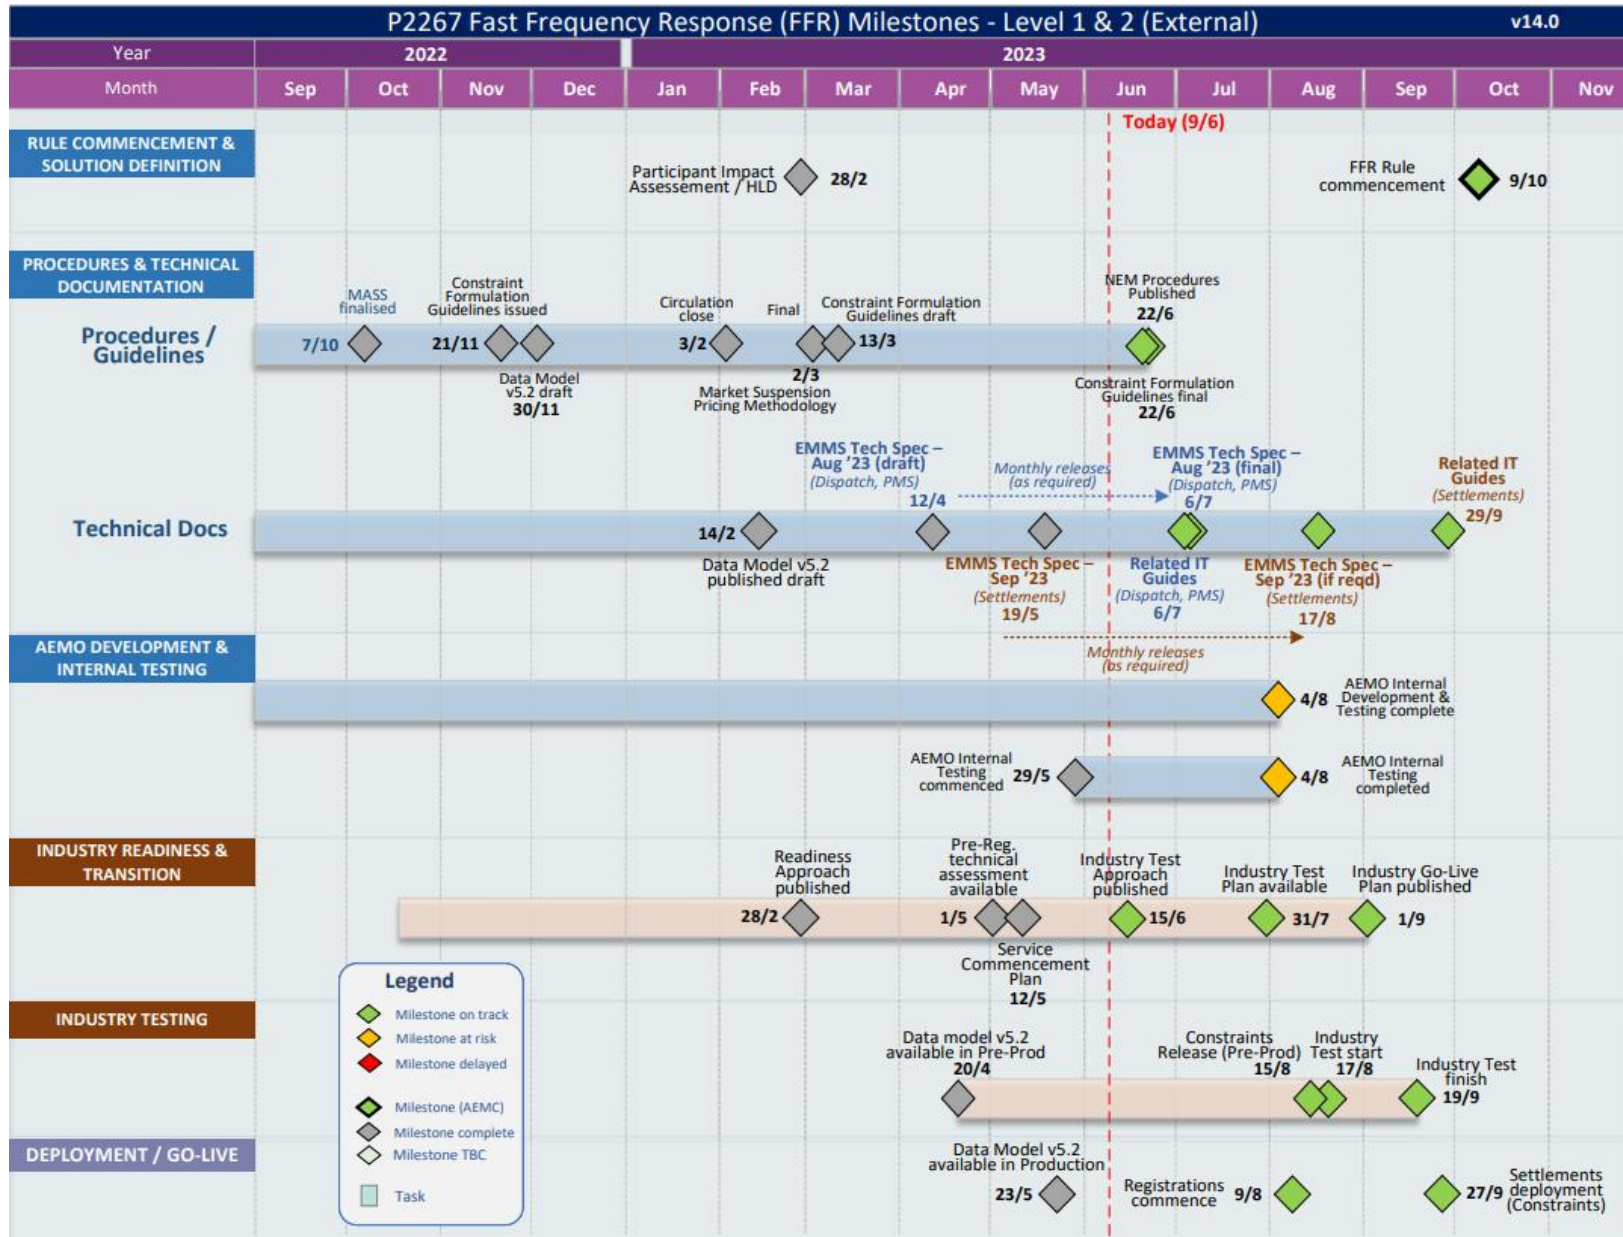 P2267 Fast Frequency Response (FFR) Milestones - Level 1 & 2 (External)
v14.0
Year
2022
2023
Month
Sep
Oct
Nov
Dec
Jan
Feb
Mar
Apr
May
Jun
Jul
Aug
Sep
Oct
Nov
Today (9/6)
RULE COMMENCEMENT &
SOLUTION DEFINITION
Participant Impact
Assessement / HLD
28/2
FFR Rule
commencement
9/10
PROCEDURES & TECHNICAL
DOCUMENTATION
Procedures /
Guidelines
MASS
finalised
7/10
Constraint
Formulation
Guidelines issued
21/11
Data Model
v5.2 draft
30/11
Circulation
close
3/2
Final
2/3
Market Suspension
Pricing Methodology
Constraint Formulation
Guidelines draft
13/3
NEM Procedures
Published
22/6
Constraint Formulation
Guidelines final
22/6
Technical Docs
14/2
Data Model v5.2
published draft
EMMS Tech Spec –
Aug ’23 (draft)
(Dispatch, PMS)
12/4
Monthly releases
(as required)
EMMS Tech Spec –
Aug ’23 (final)
(Dispatch, PMS)
6/7
Related IT
Guides
(Settlements)
29/9
EMMS Tech Spec –
Sep ’23
(Settlements)
19/5
Related IT
Guides
(Dispatch, PMS)
6/7
EMMS Tech Spec –
Sep ’23 (if reqd)
(Settlements)
17/8
Monthly releases
(as required)
AEMO DEVELOPMENT &
INTERNAL TESTING
4/8
AEMO Internal
Development &
Testing complete
AEMO Internal
Testing
commenced
29/5
4/8
AEMO Internal
Testing
completed
INDUSTRY READINESS &
TRANSITION
Readiness
Approach
published
28/2
Pre-Reg.
technical
assessment
available
1/5
Service
Commencement
Plan
12/5
Industry Test
Approach
published
15/6
Industry Test
Plan available
31/7
Industry Go-Live
Plan published
1/9
Legend
Milestone on track
Milestone at risk
Milestone delayed
Milestone (AEMC)
Milestone complete
Milestone TBC
Task
INDUSTRY TESTING
Data model v5.2
available in Pre-Prod
20/4
Constraints
Release (Pre-Prod)
15/8
Industry
Test start
17/8
Industry Test
finish
19/9
DEPLOYMENT / GO-LIVE
Data Model v5.2
available in Production
23/5
Registrations
commence
9/8
27/9
Settlements
deployment
(Constraints)